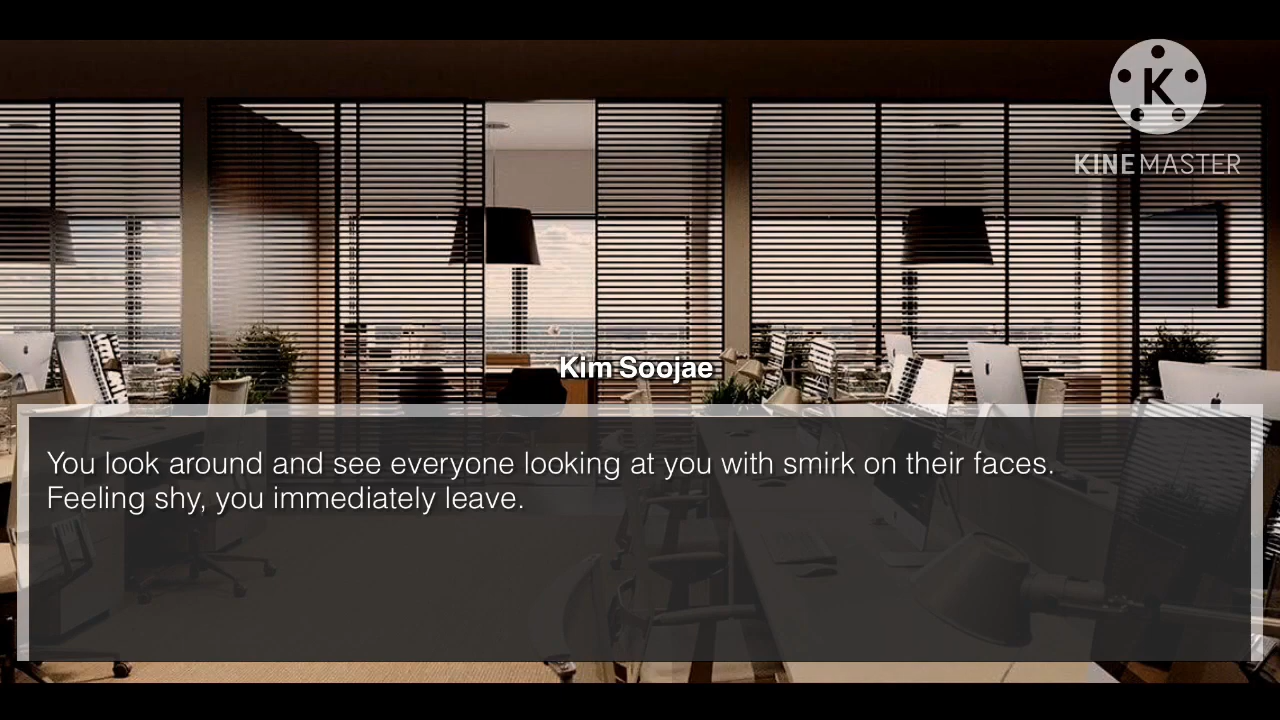 K
KINEMASTER
Kim Soojae
You look around and see everyone looking at you with smirk on their faces.
Feeling shy, you immediately leave.